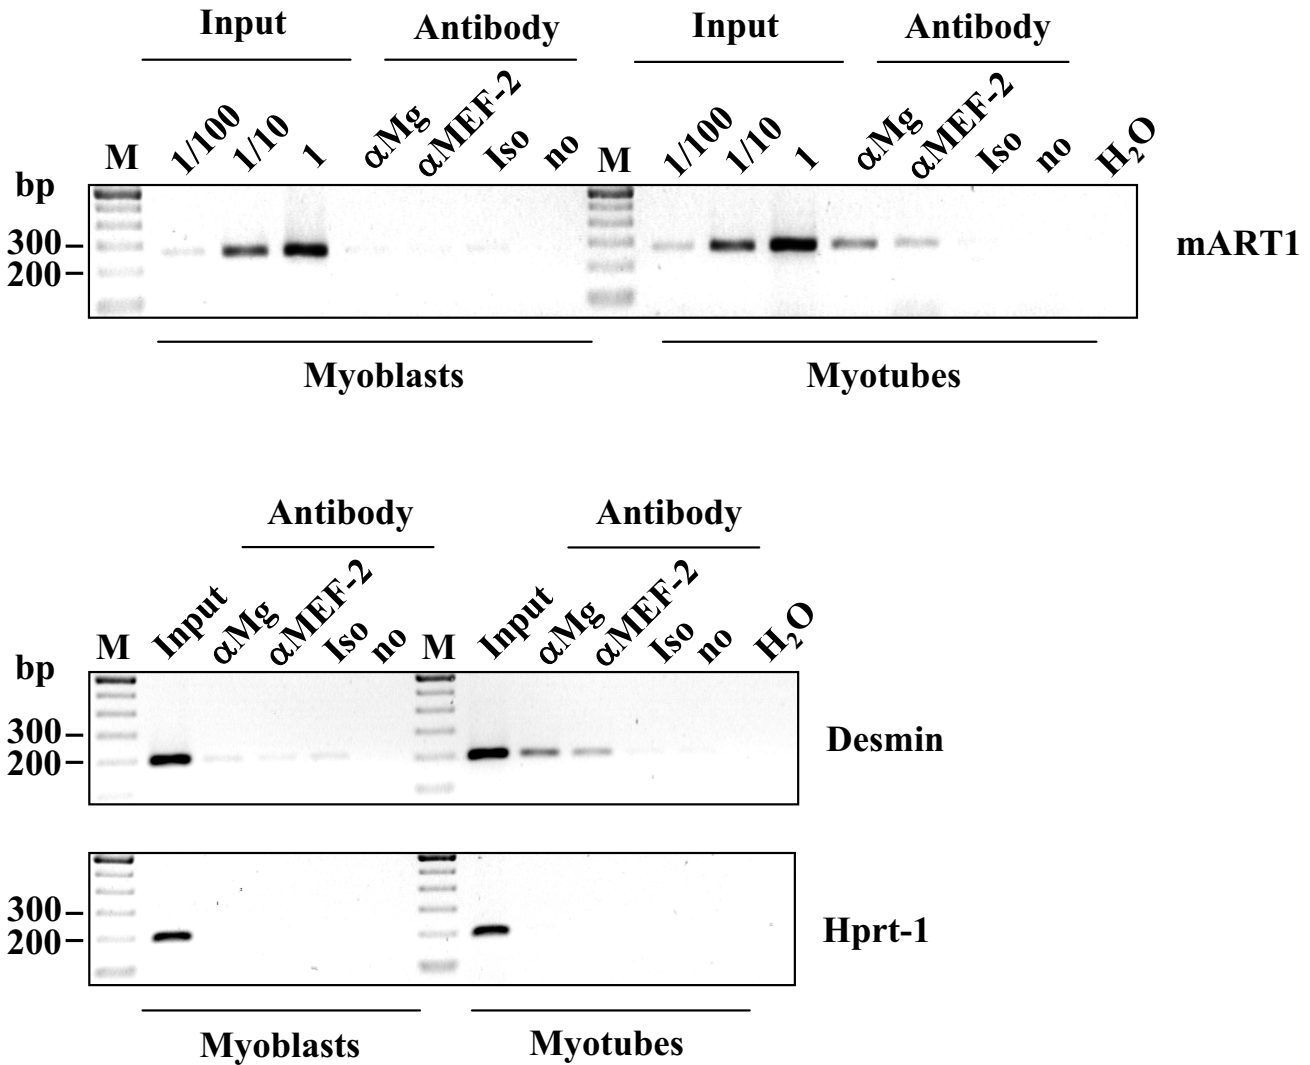 Input Antibody Input Antibody
M 1/100 1/10 1 αMg αMEF-2 Iso no M 1/100 1/10 1 αMg αMEF-2 Iso no H₂O
bp
300
200
mART1
Myoblasts Myotubes
Antibody Antibody
M Input αMg αMEF-2 Iso no M Input αMg αMEF-2 Iso no H₂O
bp
300
200
Desmin
300
200
Hprt-1
Myoblasts Myotubes